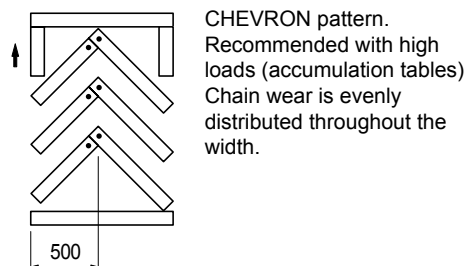 CHEVRON pattern.
Recommended with high
loads (accumulation tables)
Chain wear is evenly
distributed throughout the
width.
500